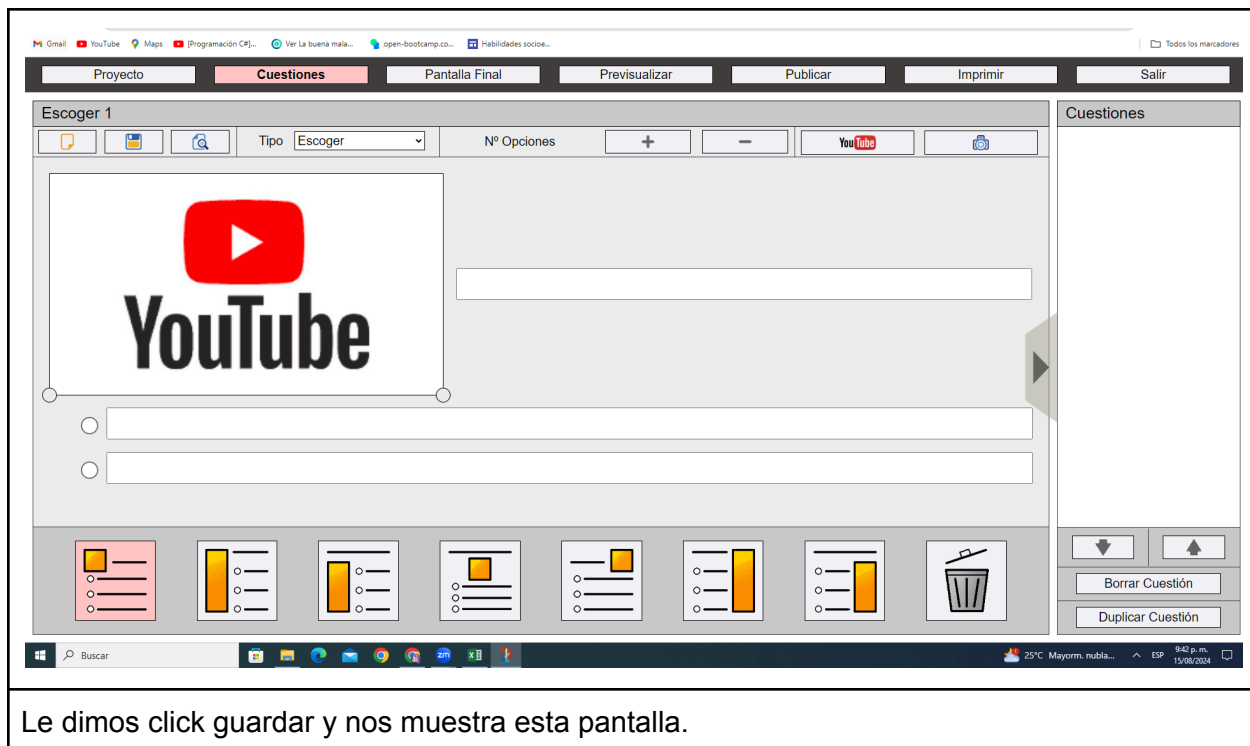 Gmail YouTube Maps [Programación C#]... Ver La buena mala... open-bootcamp.co... Habilidades socioe... Todos los marcadores
Proyecto Cuestiones Pantalla Final Previsualizar Publicar Imprimir Salir
Escoger 1 Cuestiones
Tipo Escoger Nº Opciones + − YouTube
YouTube
Borrar Cuestión
Duplicar Cuestión
Buscar zm 25°C Mayorm. nubla... ESP 9:42 p. m.
15/08/2024
Le dimos click guardar y nos muestra esta pantalla.